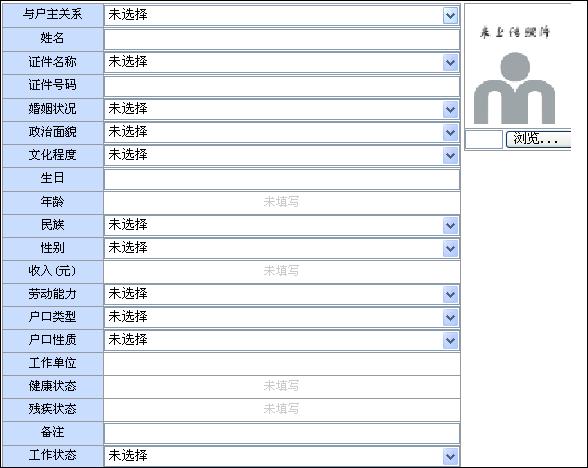 与户主关系 未选择
未上传照片
姓名
证件名称 未选择
证件号码
婚姻状况 未选择
政治面貌 未选择
浏览...
文化程度 未选择
生日
年龄 未填写
民族 未选择
性别 未选择
收入(元) 未填写
劳动能力 未选择
户口类型 未选择
户口性质 未选择
工作单位
健康状态 未填写
残疾状态 未填写
备注
工作状态 未选择